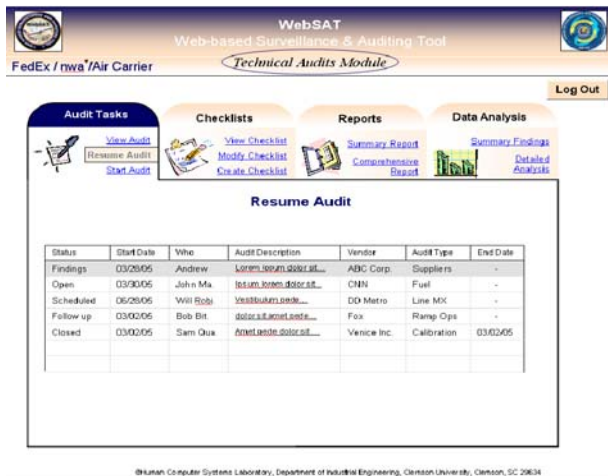 WebSAT
Web-based Surveillance & Auditing Tool
FedEx / nwa*/Air Carrier
Technical Audits Module
Log Out
Audit Tasks
View Audit
Resume Audit
Start Audit
Checklists
View Checklist
Modify Checklist
Create Checklist
Reports
Summary Report
Comprehensive
Report
Data Analysis
Summary Findings
Detailed
Analysis
Resume Audit
Status Start Date Who Audit Description Vendor Audit Type End Date
Findings 03/28/05 Andrew Lorem ipsum dolor sit.... ABC Corp. Suppliers -
Open 03/30/05 John Ma. Ipsum lorem dolor sit... CNN Fuel -
Scheduled 06/28/05 Will Robi Vestibulum pede.... DD Metro Line MX -
Follow up 03/02/05 Bob Bit. dolor sit amet pede.... Fox Ramp Ops -
Closed 03/02/05 Sam Qua. Amet pede dolor sit.... Venice Inc. Calibration 03/02/05
©Human Computer Systems Laboratory, Department of Industrial Engineering, Clemson University, Clemson, SC 29634